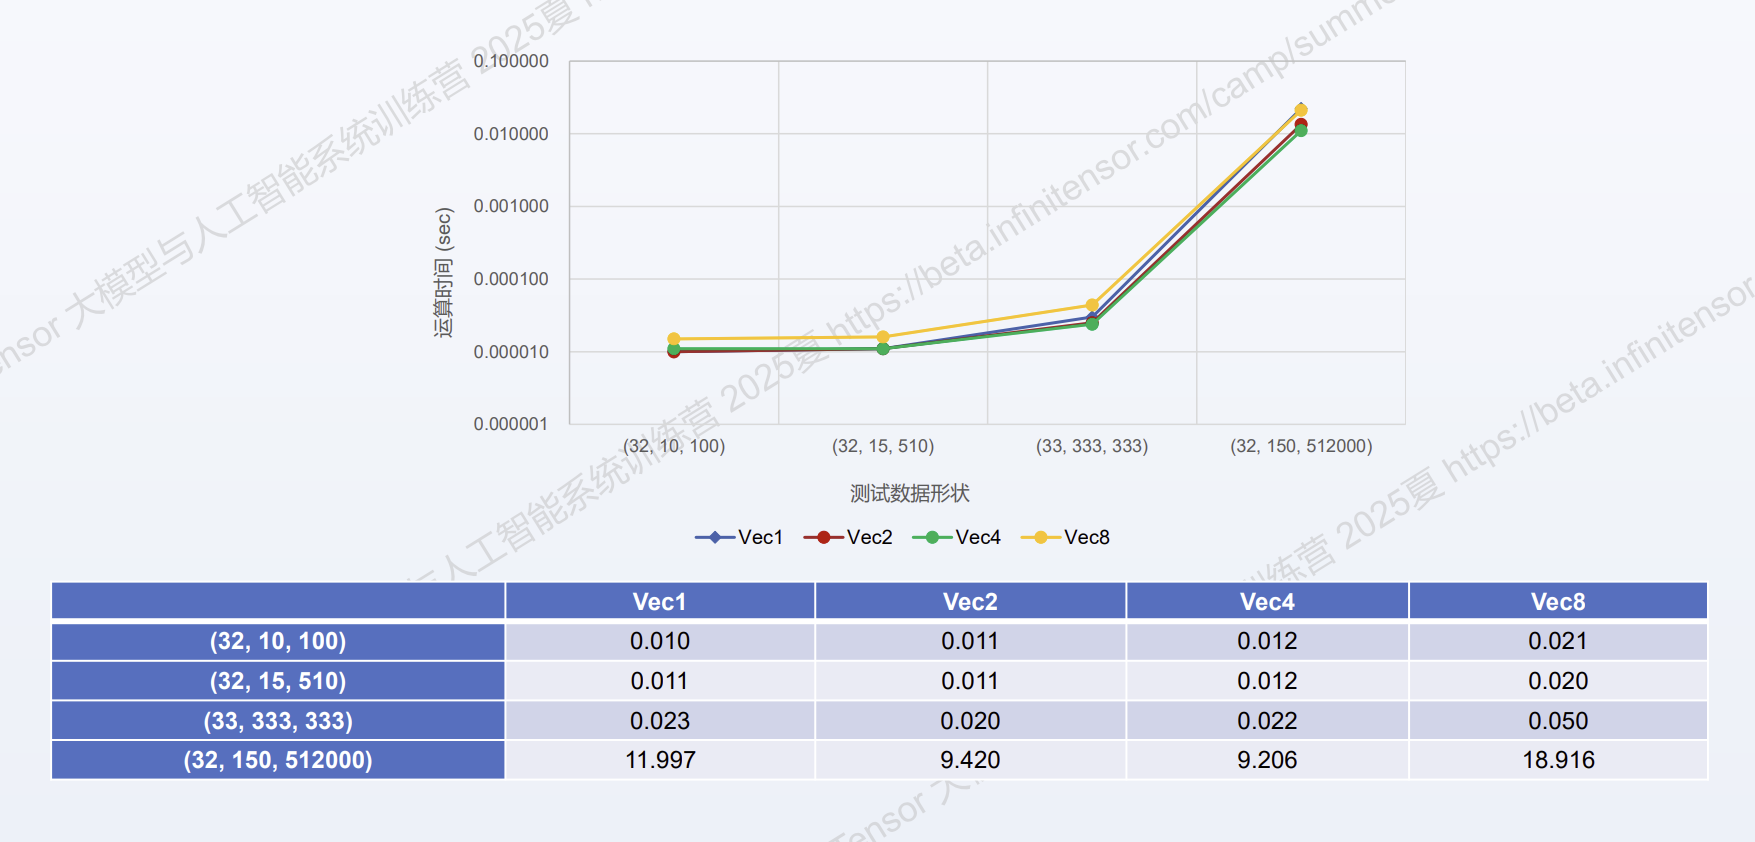 0.100000
0.010000
0.001000
0.000100
0.000010
0.000001
运算时间 (sec)
(32, 10, 100) (32, 15, 510) (33, 333, 333) (32, 150, 512000)
测试数据形状
Vec1 Vec2 Vec4 Vec8
Vec1 Vec2 Vec4 Vec8
(32, 10, 100) 0.010 0.011 0.012 0.021
(32, 15, 510) 0.011 0.011 0.012 0.020
(33, 333, 333) 0.023 0.020 0.022 0.050
(32, 150, 512000) 11.997 9.420 9.206 18.916
ensor 大模型与人工智能系统训练营 2025夏
人工智能系统训练营 2025夏 https://beta.infinitensor.com/camp/summe
Tensor 大
训练营 2025夏 https://beta.infinitensor.